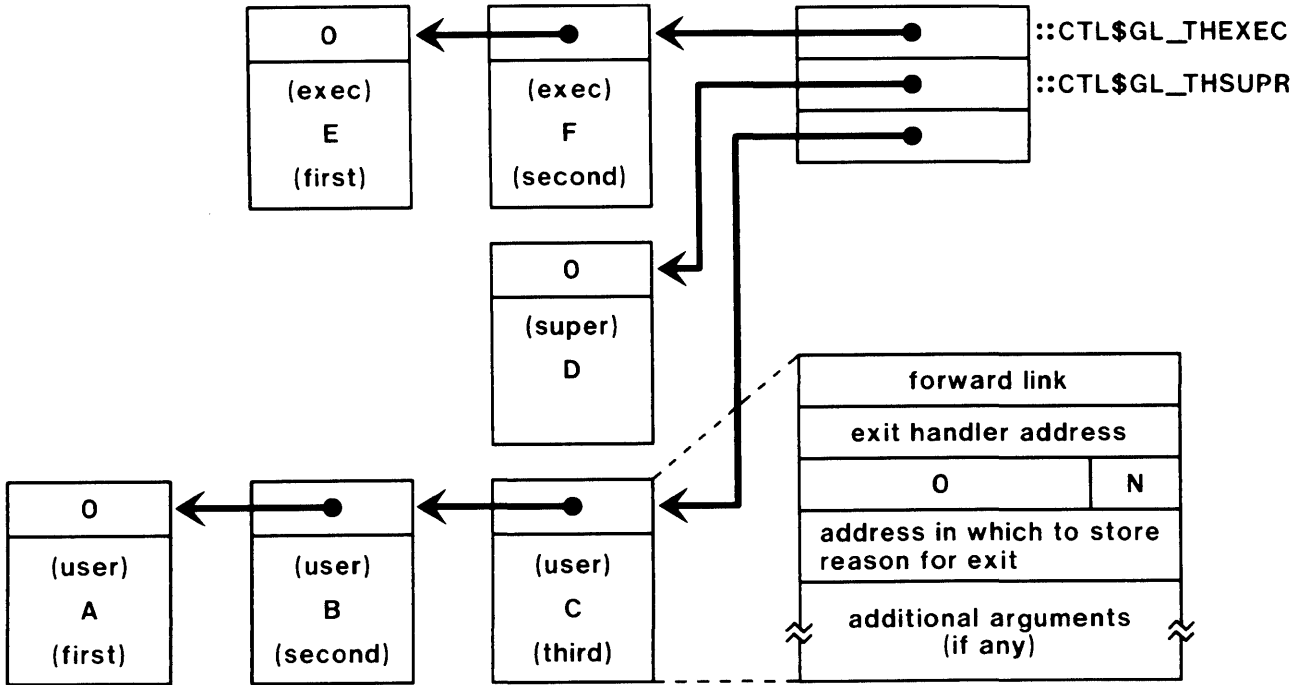 0
(exec)
E
(first)
(exec)
F
(second)
::CTL$GL_THEXEC
::CTL$GL_THSUPR
0
(super)
D
0
(user)
A
(first)
(user)
B
(second)
(user)
C
(third)
forward link
exit handler address
0 N
address in which to store
reason for exit
additional arguments
(if any)